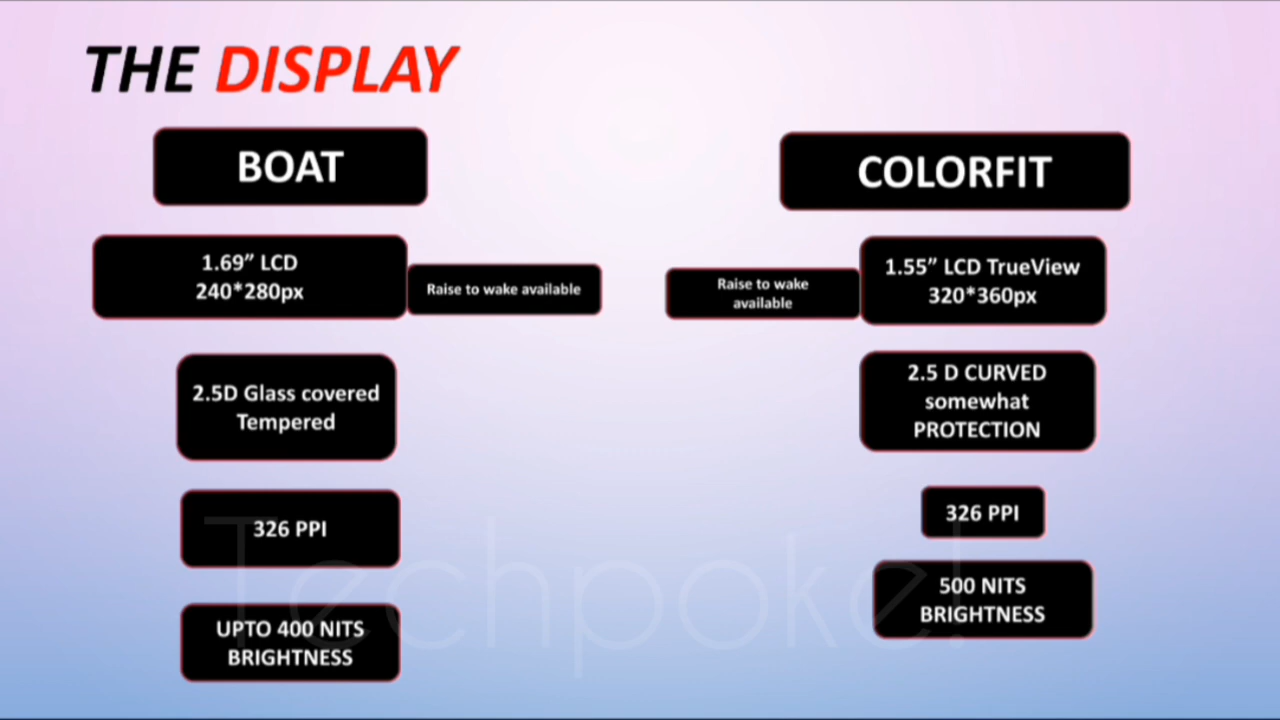 THE DISPLAY
BOAT
1.69” LCD
240*280px
Raise to wake available
2.5D Glass covered
Tempered
326 PPI
UPTO 400 NITS
BRIGHTNESS
COLORFIT
Raise to wake
available
1.55” LCD TrueView
320*360px
2.5 D CURVED
somewhat
PROTECTION
326 PPI
500 NITS
BRIGHTNESS
Techpoke!